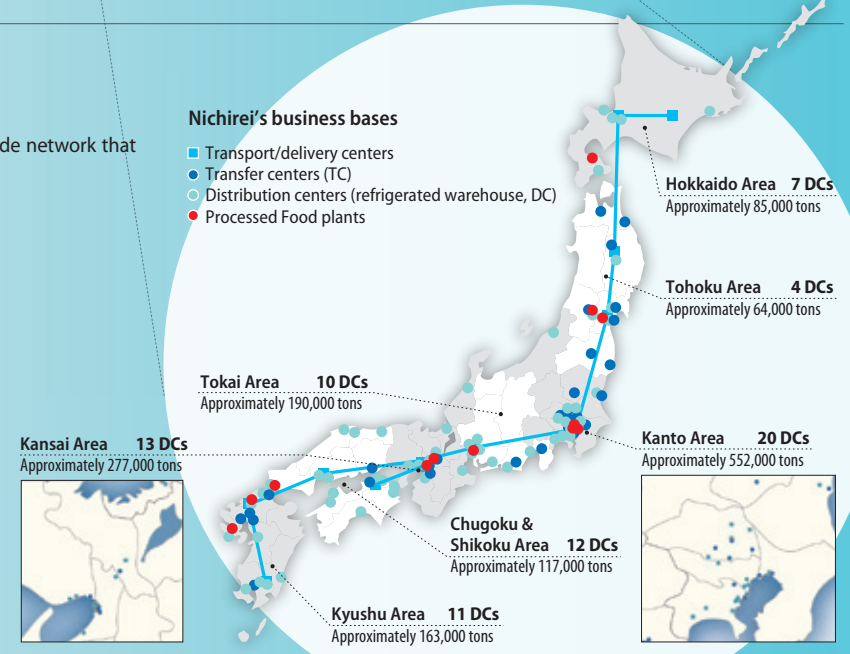 de network that
Nichirei’s business bases
Transport/delivery centers
Transfer centers (TC)
Distribution centers (refrigerated warehouse, DC)
Processed Food plants
Hokkaido Area 7 DCs
Approximately 85,000 tons
Tohoku Area 4 DCs
Approximately 64,000 tons
Tokai Area 10 DCs
Approximately 190,000 tons
Kansai Area 13 DCs
Approximately 277,000 tons
Kanto Area 20 DCs
Approximately 552,000 tons
Chugoku &
Shikoku Area 12 DCs
Approximately 117,000 tons
Kyushu Area 11 DCs
Approximately 163,000 tons